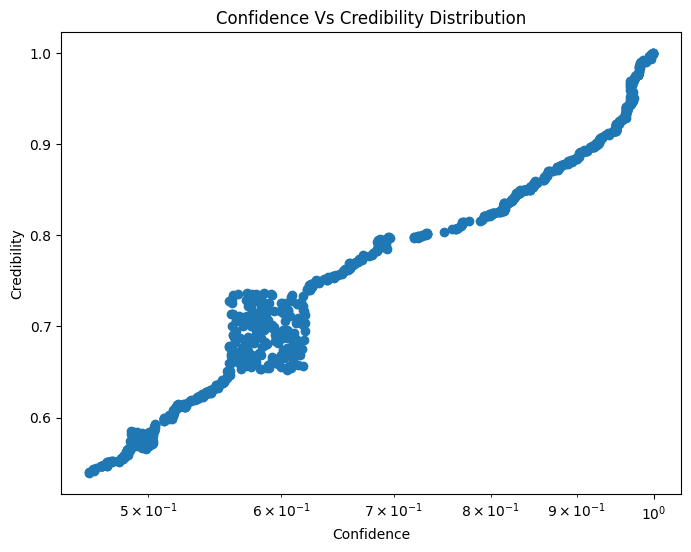 Confidence Vs Credibility Distribution
1.0
0.9
0.8
0.7
0.6
Credibility
5 × 10⁻¹
6 × 10⁻¹
7 × 10⁻¹
8 × 10⁻¹
9 × 10⁻¹
10⁰
Confidence